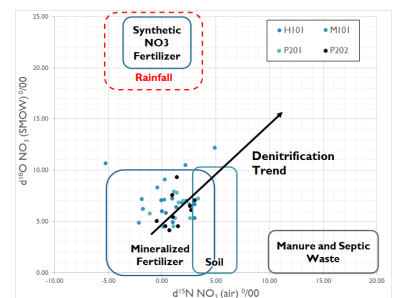 25.00
20.00
15.00
10.00
5.00
0.00
-10.00
-5.00
0.00
5.00
10.00
15.00
20.00
d¹⁸O NO₃ (SMOW) ⁰/00
d¹⁵N NO₃ (air) ⁰/00
Synthetic
NO3
Fertilizer
Rainfall
H101
M101
P201
P202
Denitrification
Trend
Mineralized
Fertilizer
Soil
Manure and Septic
Waste